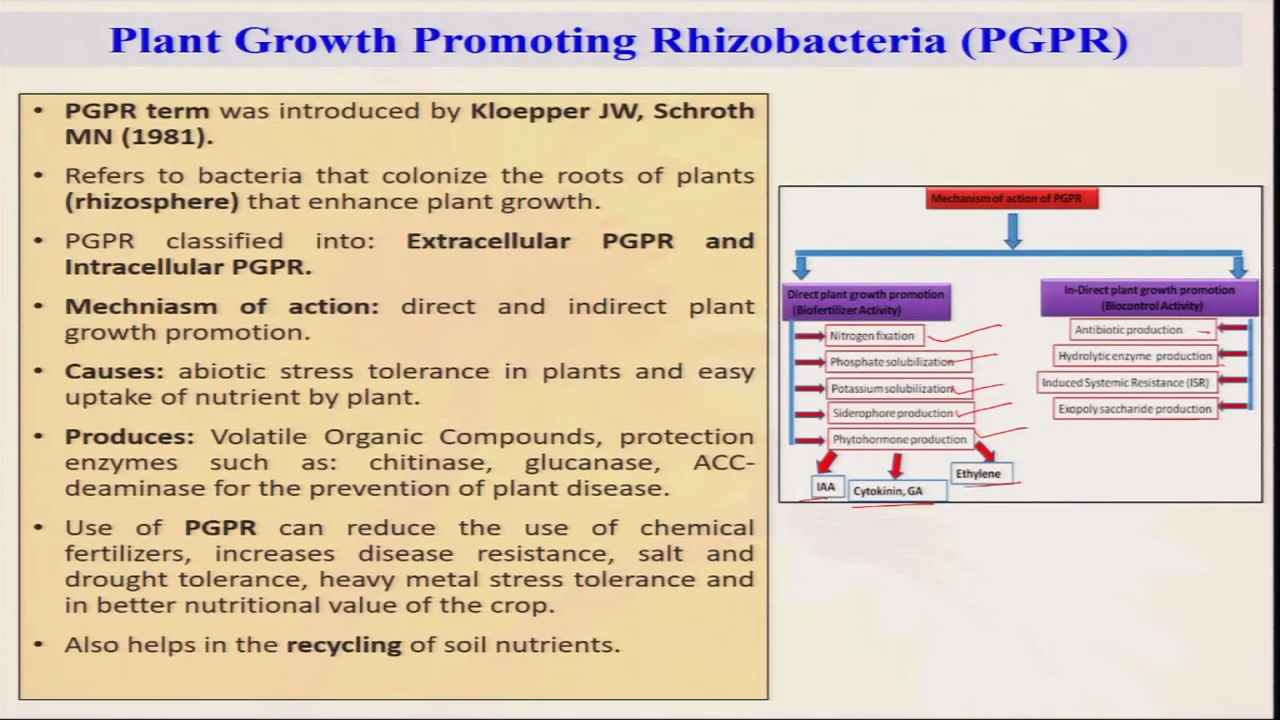 Plant Growth Promoting Rhizobacteria (PGPR)
• PGPR term was introduced by Kloepper JW, Schroth
MN (1981).
• Refers to bacteria that colonize the roots of plants
(rhizosphere) that enhance plant growth.
• PGPR classified into: Extracellular PGPR and
Intracellular PGPR.
• Mechniasm of action: direct and indirect plant
growth promotion.
• Causes: abiotic stress tolerance in plants and easy
uptake of nutrient by plant.
• Produces: Volatile Organic Compounds, protection
enzymes such as: chitinase, glucanase, ACC-
deaminase for the prevention of plant disease.
• Use of PGPR can reduce the use of chemical
fertilizers, increases disease resistance, salt and
drought tolerance, heavy metal stress tolerance and
in better nutritional value of the crop.
• Also helps in the recycling of soil nutrients.
Mechanism of action of PGPR
Direct plant growth promotion
(Biofertilizer Activity)
Nitrogen fixation
Phosphate solubilization
Potassium solubilization
Siderophore production
Phytohormone production
IAA
Cytokinin, GA
Ethylene
In-Direct plant growth promotion
(Biocontrol Activity)
Antibiotic production
Hydrolytic enzyme production
Induced Systemic Resistance (ISR)
Exopoly saccharide production